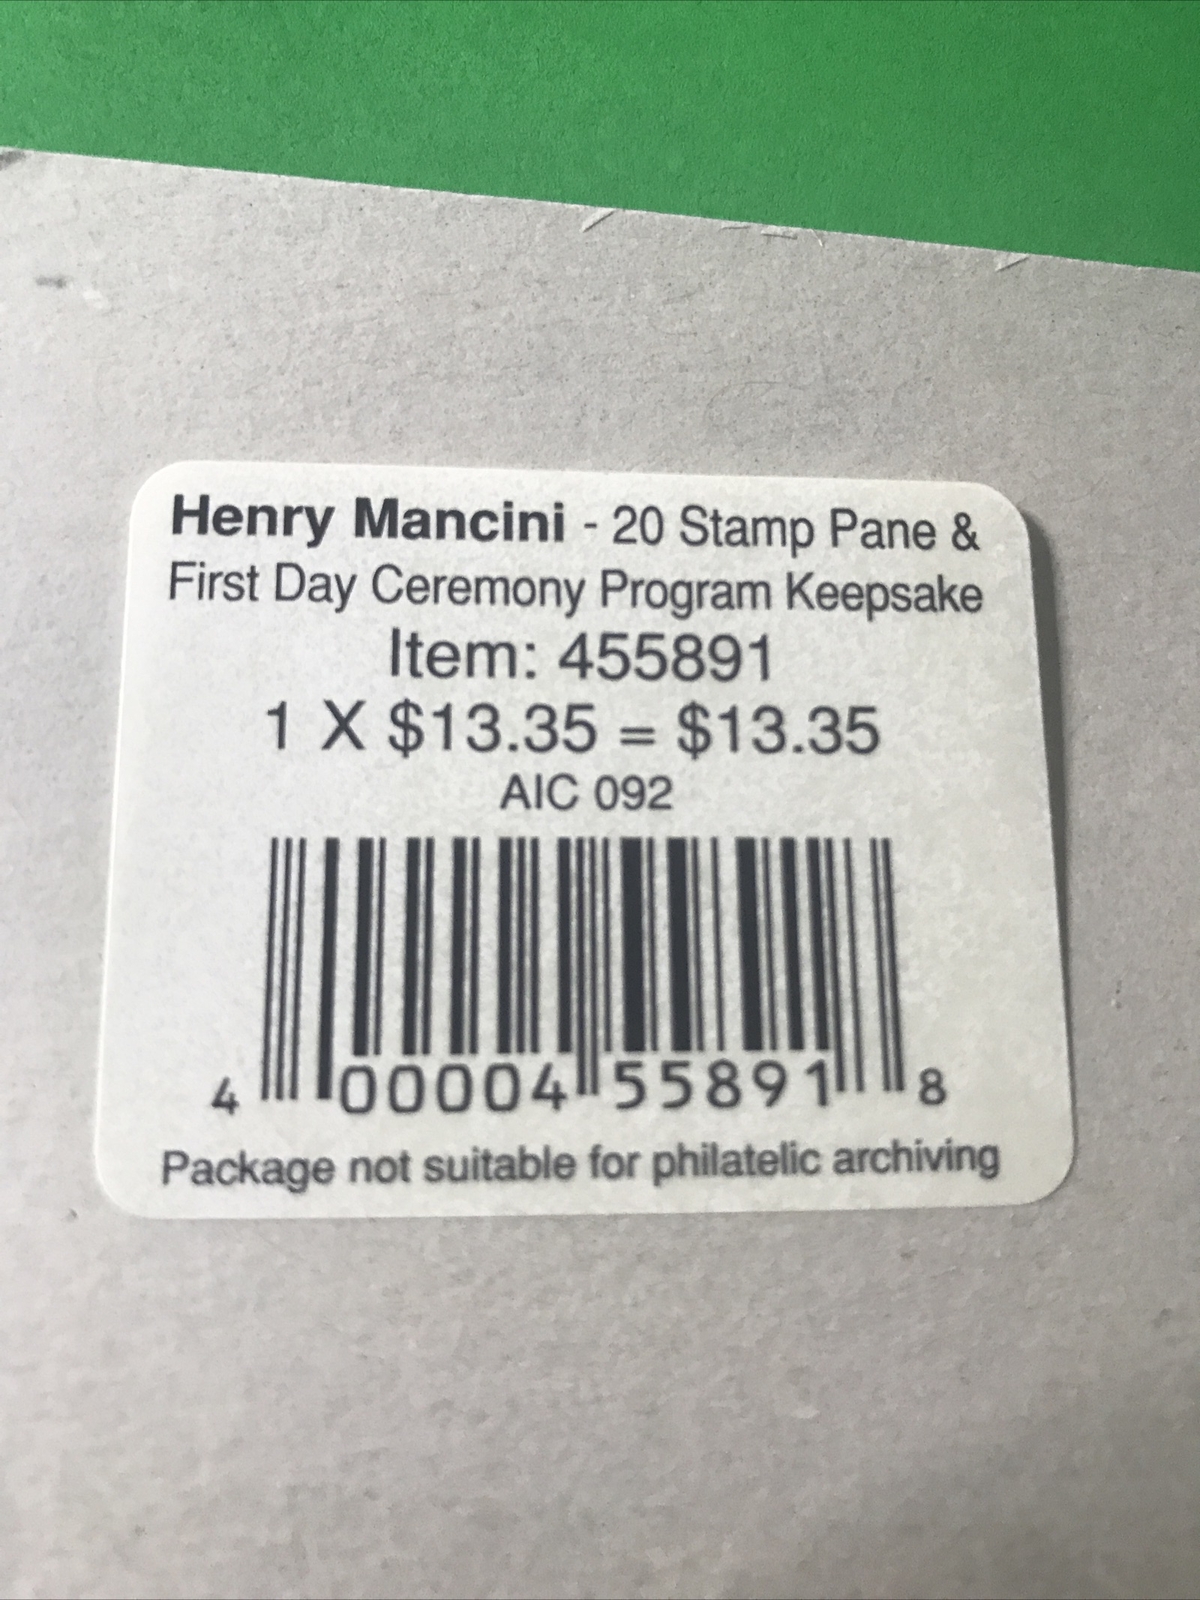 Henry Mancini - 20 Stamp Pane &
First Day Ceremony Program Keepsake
Item: 455891
1 X $13.35 = $13.35
AIC 092
4 00004 55891 8
Package not suitable for philatelic archiving